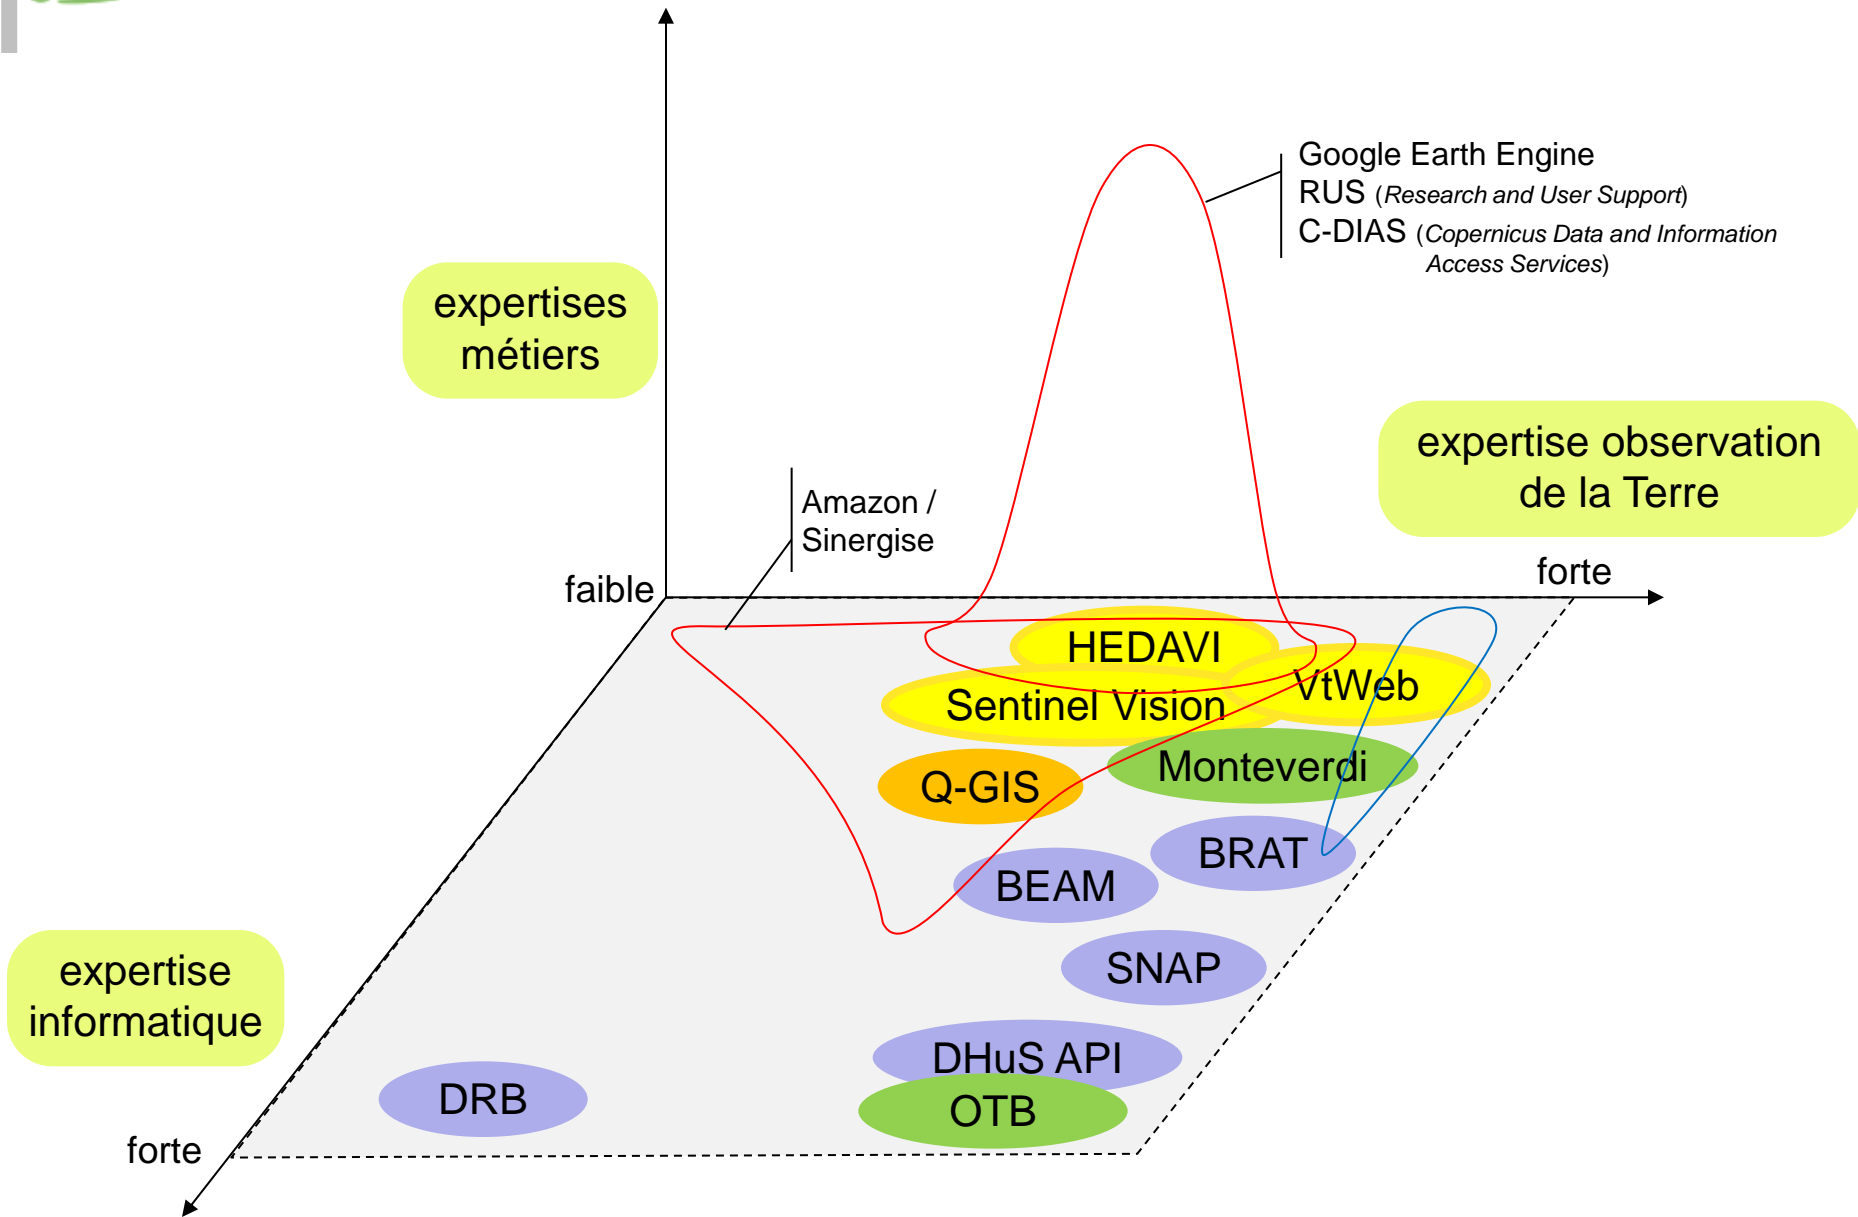 Google Earth Engine
RUS (Research and User Support)
C-DIAS (Copernicus Data and Information
Access Services)
expertises
métiers
expertise observation
de la Terre
Amazon /
Sinergise
faible
forte
HEDAVI
VtWeb
Sentinel Vision
Monteverdi
Q-GIS
BRAT
BEAM
SNAP
expertise
informatique
DHuS API
DRB
OTB
forte